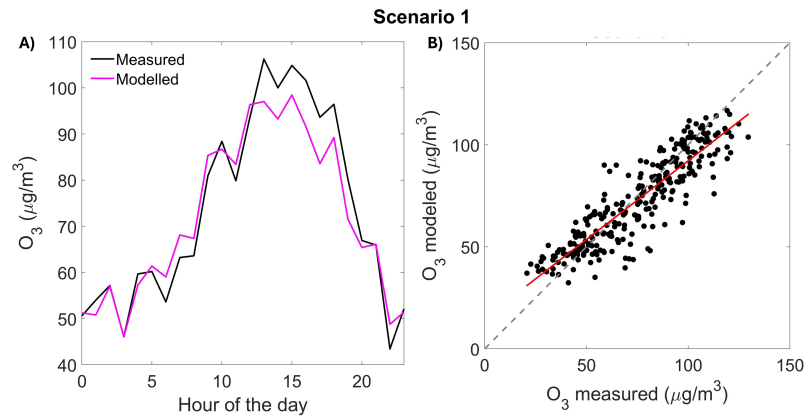 Scenario 1
A)
110
100
90
80
70
60
50
40
O3 (μg/m3)
Measured
Modelled
0
5
10
15
20
Hour of the day
B)
150
100
50
0
O3 modeled (μg/m3)
0
50
100
150
O3 measured (μg/m3)